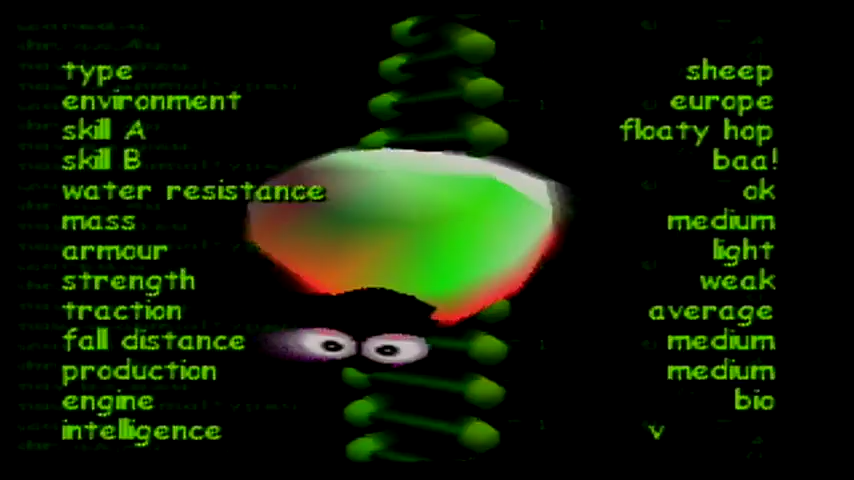 type sheep
environment europe
skill A floaty hop
skill B baa!
water resistance ok
mass medium
armour light
strength weak
traction average
fall distance medium
production medium
engine bio
intelligence v